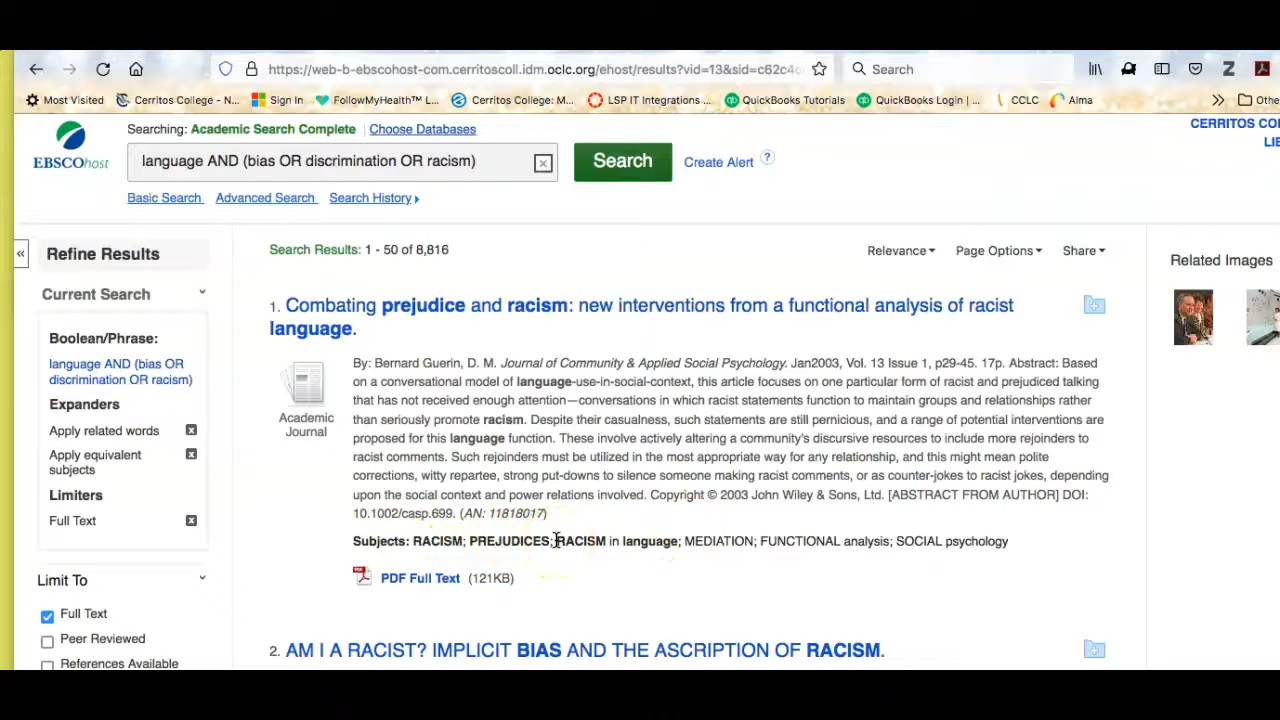 https://web-b-ebscohost-com.cerritoscoll.idm.oclc.org/ehost/results?vid=13&sid=c62c4
Search
Most Visited
Cerritos College - N...
Sign In
FollowMyHealth™ L...
Cerritos College: M...
LSP IT Integrations ...
QuickBooks Tutorials
QuickBooks Login | ...
CCLC
Alma
Searching: Academic Search Complete Choose Databases
EBSCOhost
language AND (bias OR discrimination OR racism)
Search
Create Alert
?
Basic Search Advanced Search Search History
Refine Results
Current Search
Boolean/Phrase:
language AND (bias OR
discrimination OR racism)
Expanders
Apply related words
Apply equivalent
subjects
Limiters
Full Text
Limit To
Full Text
Peer Reviewed
References Available
Search Results: 1 - 50 of 8,816
Relevance
Page Options
Share
1. Combating prejudice and racism: new interventions from a functional analysis of racist
language.
Academic
Journal
By: Bernard Guerin, D. M. Journal of Community & Applied Social Psychology. Jan2003, Vol. 13 Issue 1, p29-45. 17p. Abstract: Based
on a conversational model of language-use-in-social-context, this article focuses on one particular form of racist and prejudiced talking
that has not received enough attention—conversations in which racist statements function to maintain groups and relationships rather
than seriously promote racism. Despite their casualness, such statements are still pernicious, and a range of potential interventions are
proposed for this language function. These involve actively altering a community's discursive resources to include more rejoinders to
racist comments. Such rejoinders must be utilized in the most appropriate way for any relationship, and this might mean polite
corrections, witty repartee, strong put-downs to silence someone making racist comments, or as counter-jokes to racist jokes, depending
upon the social context and power relations involved. Copyright © 2003 John Wiley & Sons, Ltd. [ABSTRACT FROM AUTHOR] DOI:
10.1002/casp.699. (AN: 11818017)
Subjects: RACISM; PREJUDICES; RACISM in language; MEDIATION; FUNCTIONAL analysis; SOCIAL psychology
PDF Full Text (121KB)
2. AM I A RACIST? IMPLICIT BIAS AND THE ASCRIPTION OF RACISM.
Related Images